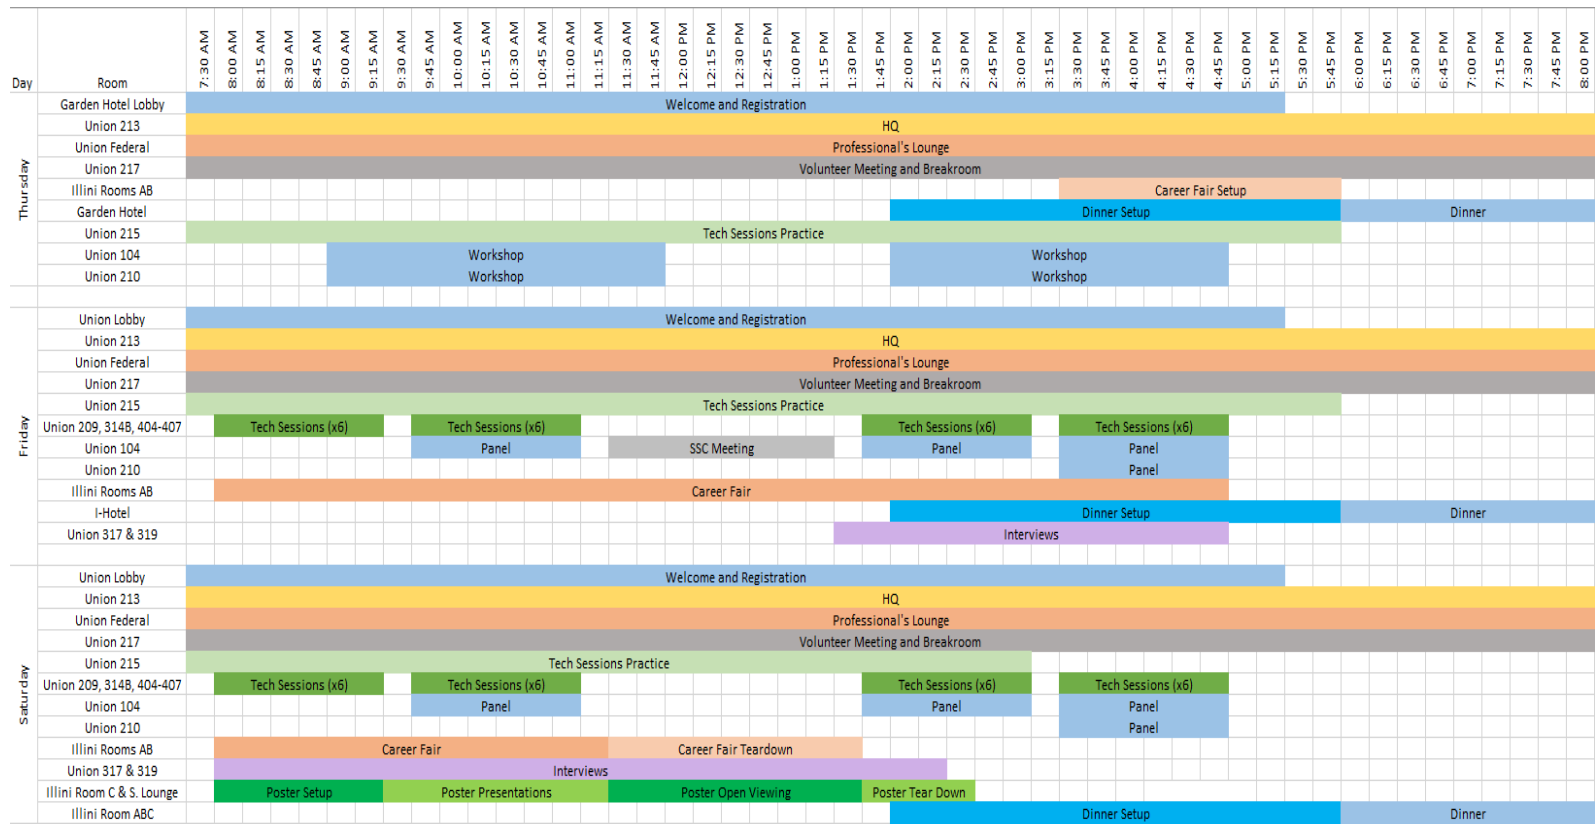 Day Room 7:30 AM 8:00 AM 8:15 AM 8:30 AM 8:45 AM 9:00 AM 9:15 AM 9:30 AM 9:45 AM 10:00 AM 10:15 AM 10:30 AM 10:45 AM 11:00 AM 11:15 AM 11:30 AM 11:45 AM 12:00 PM 12:15 PM 12:30 PM 12:45 PM 1:00 PM 1:15 PM 1:30 PM 1:45 PM 2:00 PM 2:15 PM 2:30 PM 2:45 PM 3:00 PM 3:15 PM 3:30 PM 3:45 PM 4:00 PM 4:15 PM 4:30 PM 4:45 PM 5:00 PM 5:15 PM 5:30 PM 5:45 PM 6:00 PM 6:15 PM 6:30 PM 6:45 PM 7:00 PM 7:15 PM 7:30 PM 7:45 PM 8:00 PM
Thursday
Garden Hotel Lobby Welcome and Registration
Union 213 HQ
Union Federal Professional's Lounge
Union 217 Volunteer Meeting and Breakroom
Illini Rooms AB Career Fair Setup
Garden Hotel Dinner Setup Dinner
Union 215 Tech Sessions Practice
Union 104 Workshop Workshop
Union 210 Workshop Workshop
Friday
Union Lobby Welcome and Registration
Union 213 HQ
Union Federal Professional's Lounge
Union 217 Volunteer Meeting and Breakroom
Union 215 Tech Sessions Practice
Union 209, 314B, 404-407 Tech Sessions (x6) Tech Sessions (x6) Tech Sessions (x6) Tech Sessions (x6)
Union 104 Panel SSC Meeting Panel Panel
Union 210 Panel
Illini Rooms AB Career Fair
I-Hotel Dinner Setup Dinner
Union 317 & 319 Interviews
Saturday
Union Lobby Welcome and Registration
Union 213 HQ
Union Federal Professional's Lounge
Union 217 Volunteer Meeting and Breakroom
Union 215 Tech Sessions Practice
Union 209, 314B, 404-407 Tech Sessions (x6) Tech Sessions (x6) Tech Sessions (x6) Tech Sessions (x6)
Union 104 Panel Panel Panel
Union 210 Panel
Illini Rooms AB Career Fair Career Fair Teardown
Union 317 & 319 Interviews
Illini Room C & S. Lounge Poster Setup Poster Presentations Poster Open Viewing Poster Tear Down
Illini Room ABC Dinner Setup Dinner